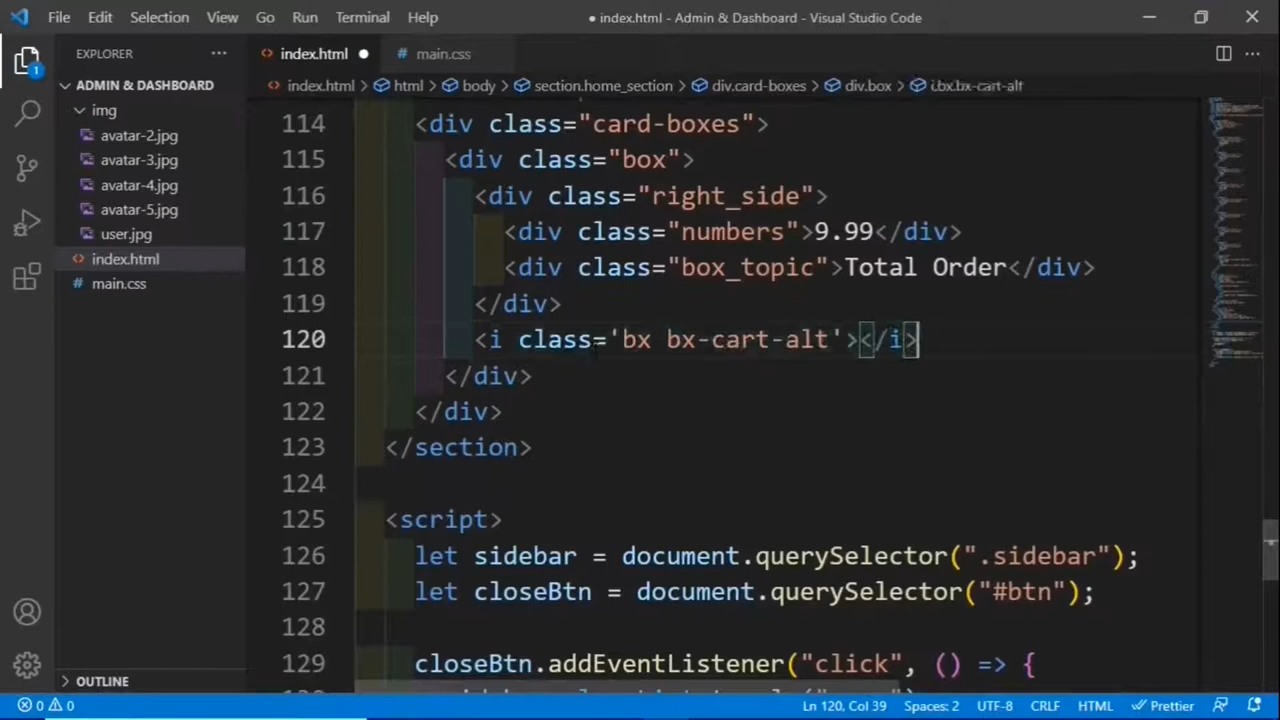 File Edit Selection View Go Run Terminal Help ● index.html - Admin & Dashboard - Visual Studio Code
EXPLORER ···
index.html ● main.css
1
ADMIN & DASHBOARD
index.html > html > body > section.home_section > div.card-boxes > div.box > i.bx.bx-cart-alt
img
avatar-2.jpg
avatar-3.jpg
avatar-4.jpg
avatar-5.jpg
user.jpg
index.html
main.css
114 <div class="card-boxes">
115 <div class="box">
116 <div class="right_side">
117 <div class="numbers">9.99</div>
118 <div class="box_topic">Total Order</div>
119 </div>
120 <i class='bx bx-cart-alt'></i>
121 </div>
122 </div>
123 </section>
124
125 <script>
126 let sidebar = document.querySelector(".sidebar");
127 let closeBtn = document.querySelector("#btn");
128
129 closeBtn.addEventListener("click", () => {
OUTLINE
0 0 Ln 120, Col 39 Spaces: 2 UTF-8 CRLF HTML Prettier